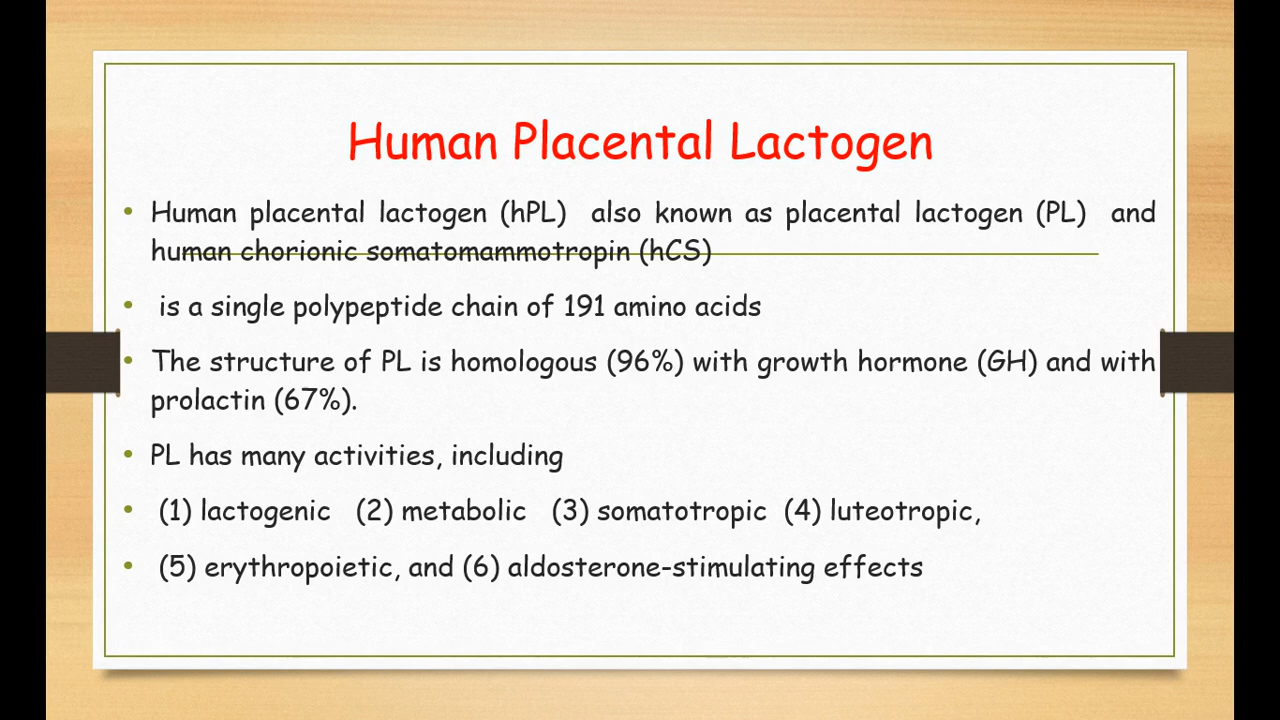 Human Placental Lactogen
• Human placental lactogen (hPL) also known as placental lactogen (PL) and
human chorionic somatomammotropin (hCS)
• is a single polypeptide chain of 191 amino acids
• The structure of PL is homologous (96%) with growth hormone (GH) and with
prolactin (67%).
• PL has many activities, including
• (1) lactogenic (2) metabolic (3) somatotropic (4) luteotropic,
• (5) erythropoietic, and (6) aldosterone-stimulating effects